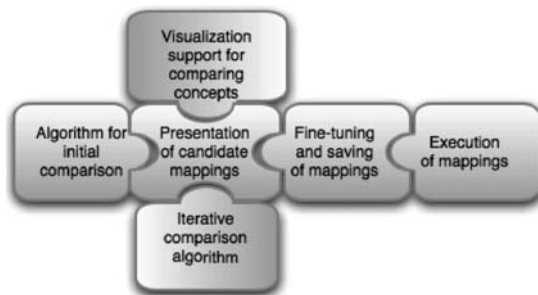 Visualization
support for
comparing
concepts
Algorithm for
initial
comparison
Presentation
of candidate
mappings
Fine-tuning
and saving
of mappings
Execution
of mappings
Iterative
comparison
algorithm